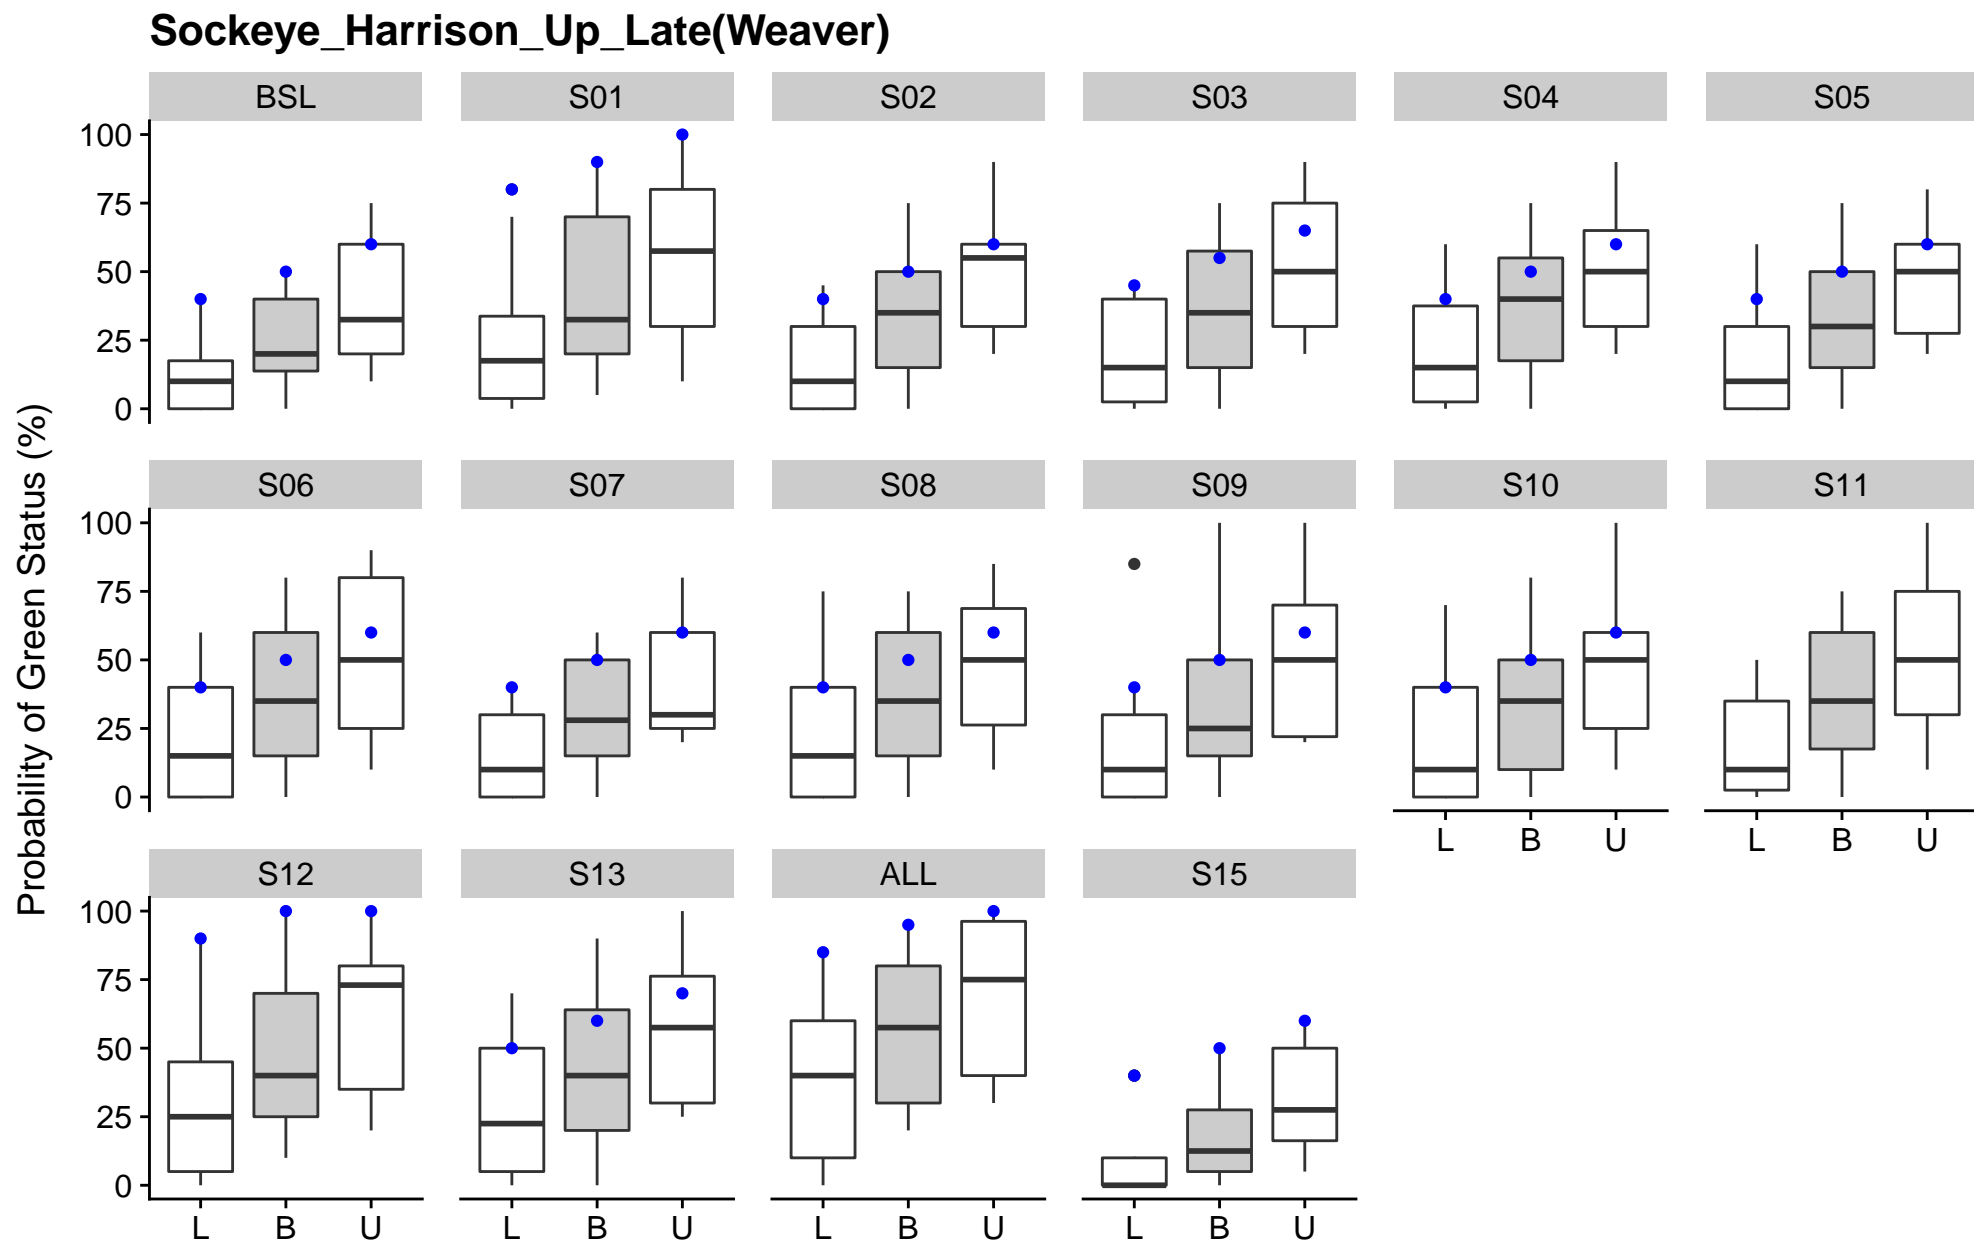 Sockeye_Harrison_Up_Late(Weaver)
BSL S01 S02 S03 S04 S05
100
75
50
25
0
Probability of Green Status (%)
S06 S07 S08 S09 S10 S11
100
75
50
25
0
L B U L B U
S12 S13 ALL S15
100
75
50
25
0
L B U L B U L B U L B U